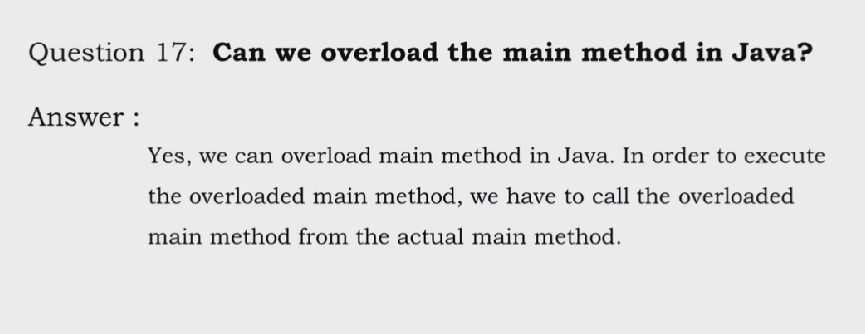 Question 17: Can we overload the main method in Java?
Answer :
Yes, we can overload main method in Java. In order to execute
the overloaded main method, we have to call the overloaded
main method from the actual main method.